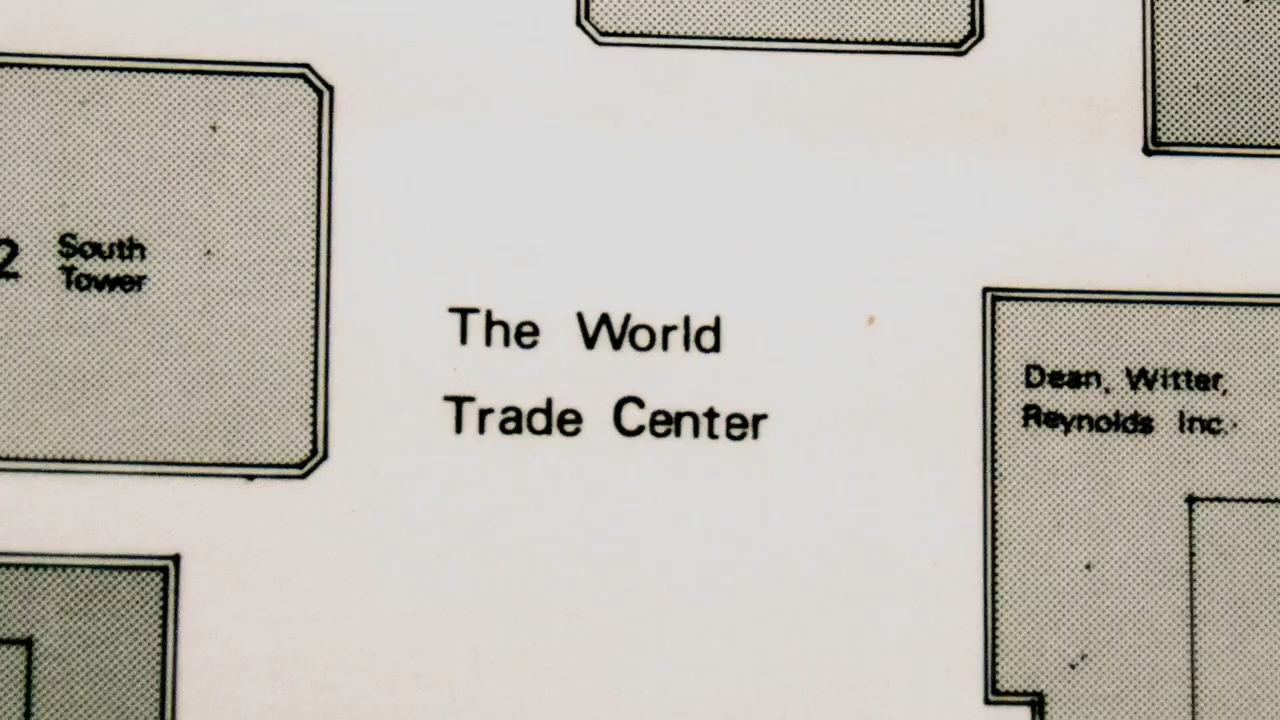 2 South
Tower
The World
Trade Center
Dean, Witter,
Reynolds Inc.